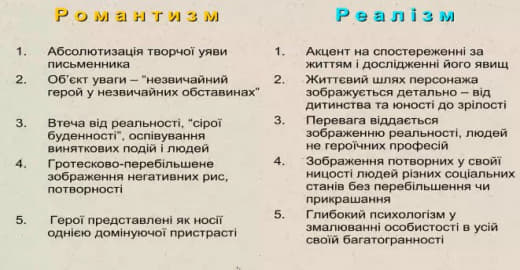 Романтизм
1. Абсолютизація творчої уяви
письменника
2. Об’єкт уваги – “незвичайний
герой у незвичайних обставинах”
3. Втеча від реальності, “сірої
буденності”, оспівування
виняткових подій і людей
4. Гротесково-перебільшене
зображення негативних рис,
потворності
5. Герої представлені як носії
однією домінуючої пристрасті
Реалізм
1. Акцент на спостереженні за
життям і дослідженні його явищ
2. Життєвий шлях персонажа
зображується детально – від
дитинства та юності до зрілості
3. Перевага віддається
зображенню реальності, людей
не героїчних професій
4. Зображення потворних у своїй
ницості людей різних соціальних
станів без перебільшення чи
прикрашання
5. Глибокий психологізм у
змалюванні особистості в усій
своїй багатогранності